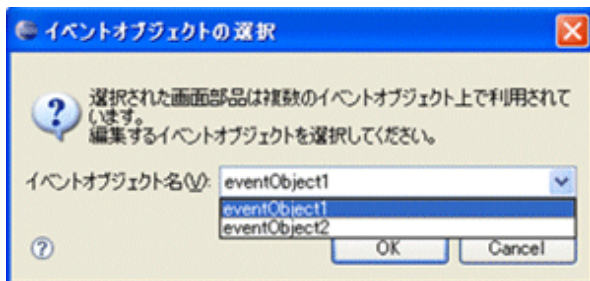 イベントオブジェクトの選択
選択された画面部品は複数のイベントオブジェクト上で利用されて
います。
編集するイベントオブジェクトを選択してください。
イベントオブジェクト名(V): eventObject1
eventObject1
eventObject2
OK Cancel